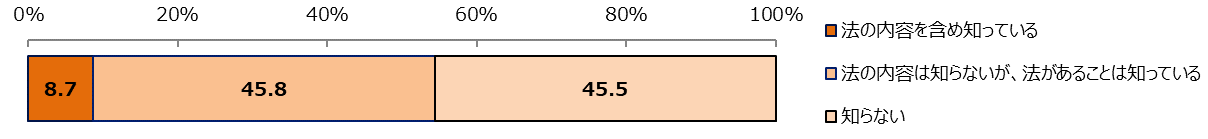 0% 20% 40% 60% 80% 100%
8.7 45.8 45.5
法の内容を含め知っている
法の内容は知らないが、法があることは知っている
知らない